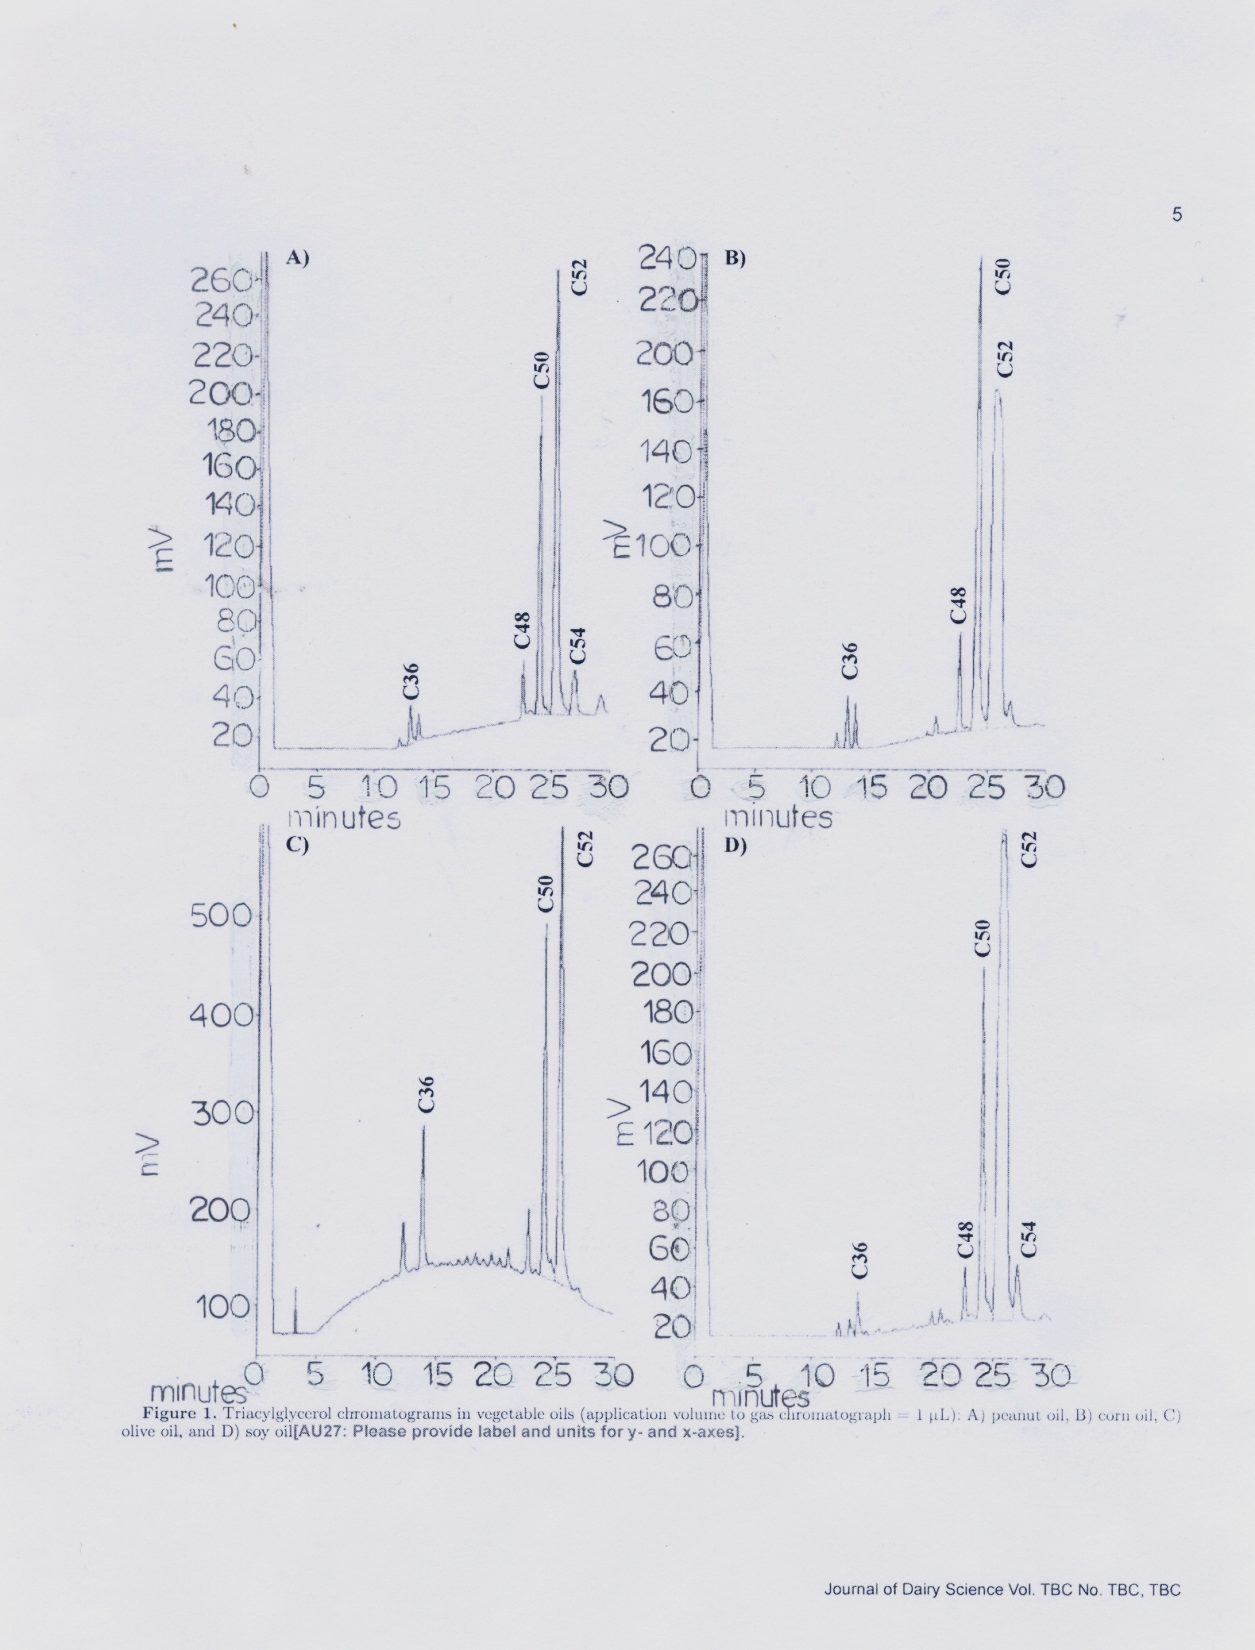 5
A)
260
240
220
200
180
160
140
120
100
80
60
40
20
mV
C36
C48
C50
C52
C54
0 5 10 15 20 25 30
minutes
B)
240
220
200
160
140
120
100
80
60
40
20
mV
C36
C48
C50
C52
0 5 10 15 20 25 30
minutes
C)
500
400
300
200
100
mV
C36
C50
C52
0 5 10 15 20 25 30
minutes
D)
260
240
220
200
180
160
140
120
100
80
60
40
20
mV
C36
C48
C50
C52
C54
0 5 10 15 20 25 30
minutes
Figure 1. Triacylglycerol chromatograms in vegetable oils (application volume to gas chromatograph = 1 μL): A) peanut oil, B) corn oil, C)
olive oil, and D) soy oil[AU27: Please provide label and units for y- and x-axes].
Journal of Dairy Science Vol. TBC No. TBC, TBC